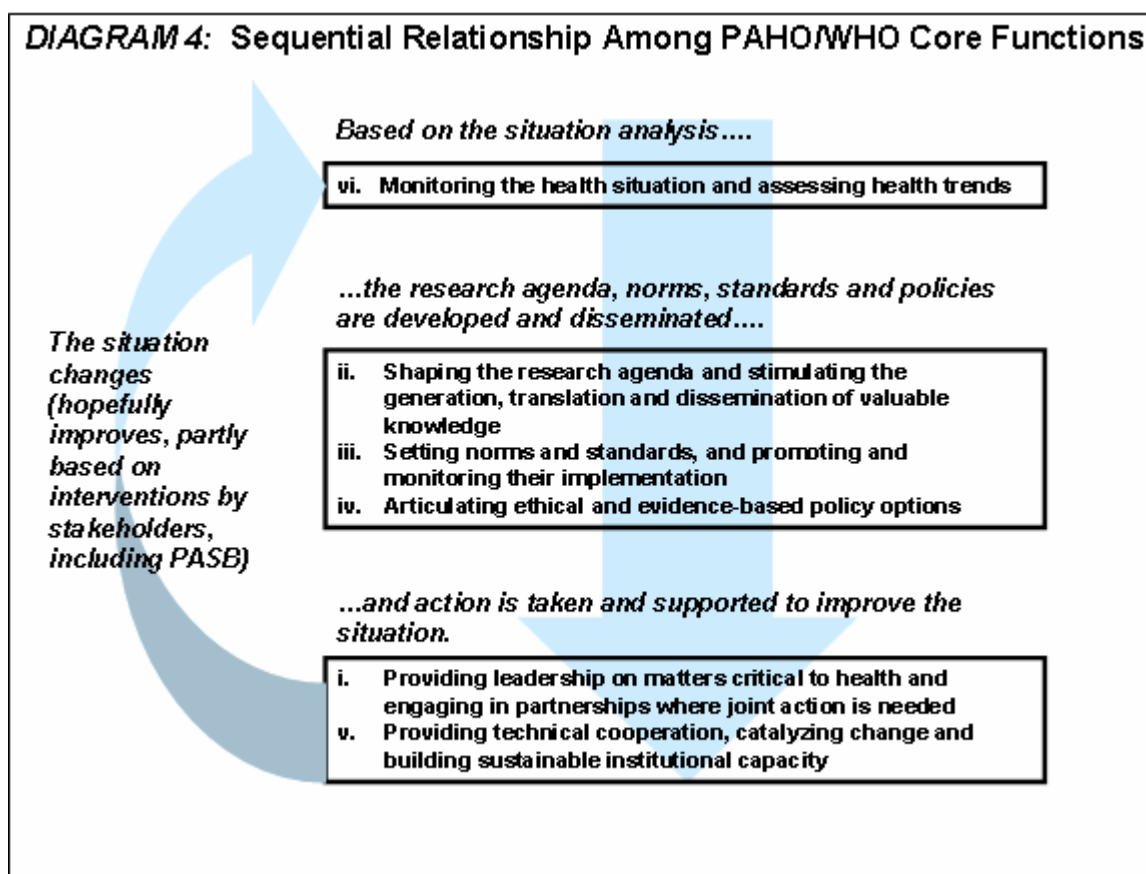 DIAGRAM 4: Sequential Relationship Among PAHO/WHO Core Functions
Based on the situation analysis....
vi. Monitoring the health situation and assessing health trends
...the research agenda, norms, standards and policies
are developed and disseminated....
ii. Shaping the research agenda and stimulating the
generation, translation and dissemination of valuable
knowledge
iii. Setting norms and standards, and promoting and
monitoring their implementation
iv. Articulating ethical and evidence-based policy options
...and action is taken and supported to improve the
situation.
i. Providing leadership on matters critical to health and
engaging in partnerships where joint action is needed
v. Providing technical cooperation, catalyzing change and
building sustainable institutional capacity
The situation
changes
(hopefully
improves, partly
based on
interventions by
stakeholders,
including PASB)